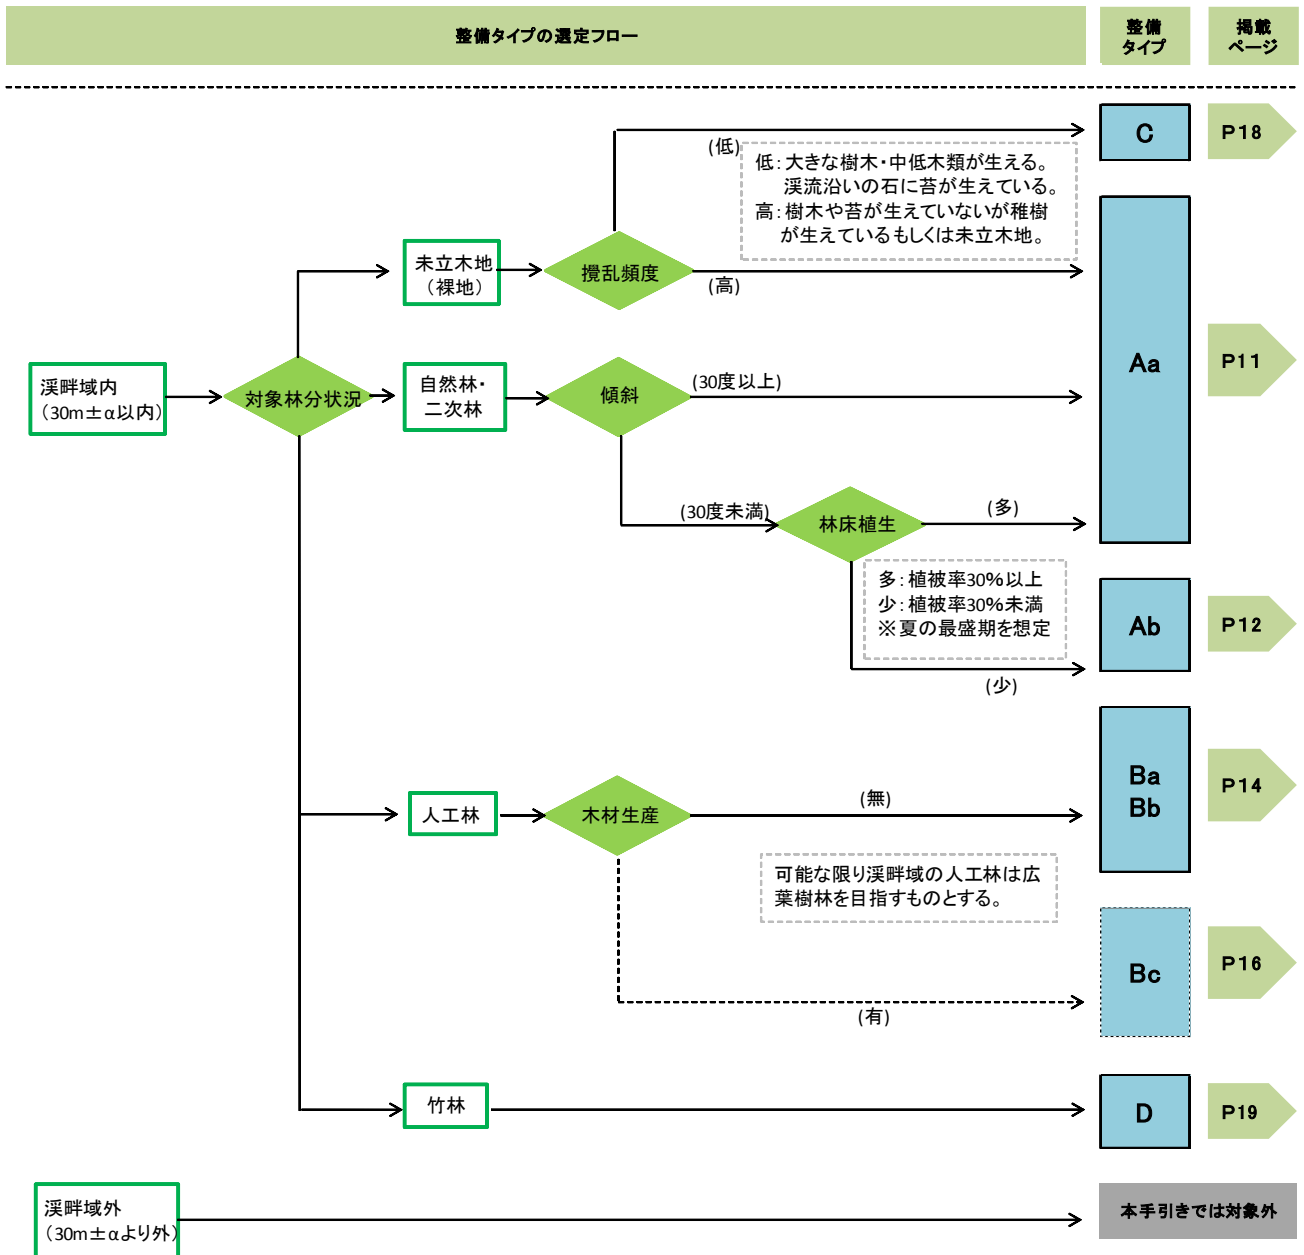 整備タイプの選定フロー
整備
タイプ
掲載
ページ
C
P18
(低)
低：大きな樹木・中低木類が生える。
渓流沿いの石に苔が生えている。
高：樹木や苔が生えていないが稚樹
が生えているもしくは未立木地。
未立木地
（裸地）
攪乱頻度
(高)
Aa
P11
渓畔域内
（30m±α以内）
対象林分状況
自然林・
二次林
傾斜
(30度以上)
(30度未満)
林床植生
(多)
多：植被率30%以上
少：植被率30%未満
※夏の最盛期を想定
(少)
Ab
P12
人工林
木材生産
(無)
Ba
Bb
P14
可能な限り渓畔域の人工林は広
葉樹林を目指すものとする。
(有)
Bc
P16
竹林
D
P19
渓畔域外
（30m±αより外）
本手引きでは対象外